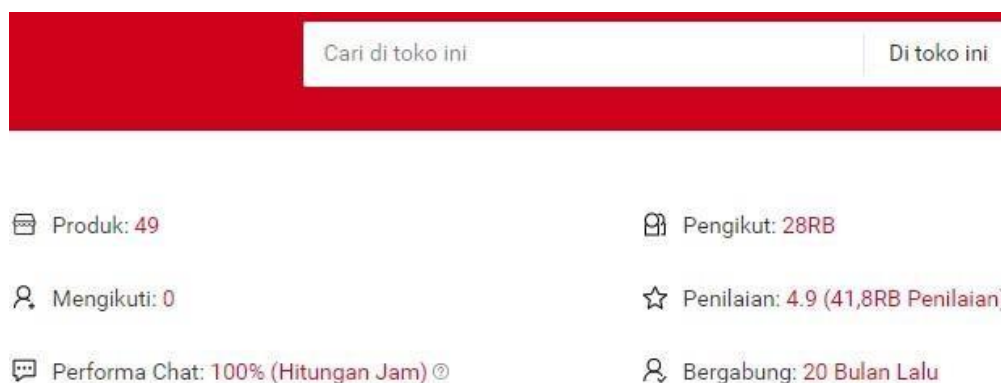 Cari di toko ini Di toko ini
Produk: 49
Pengikut: 28RB
Mengikuti: 0
Penilaian: 4.9 (41,8RB Penilaian)
Performa Chat: 100% (Hitungan Jam)
Bergabung: 20 Bulan Lalu